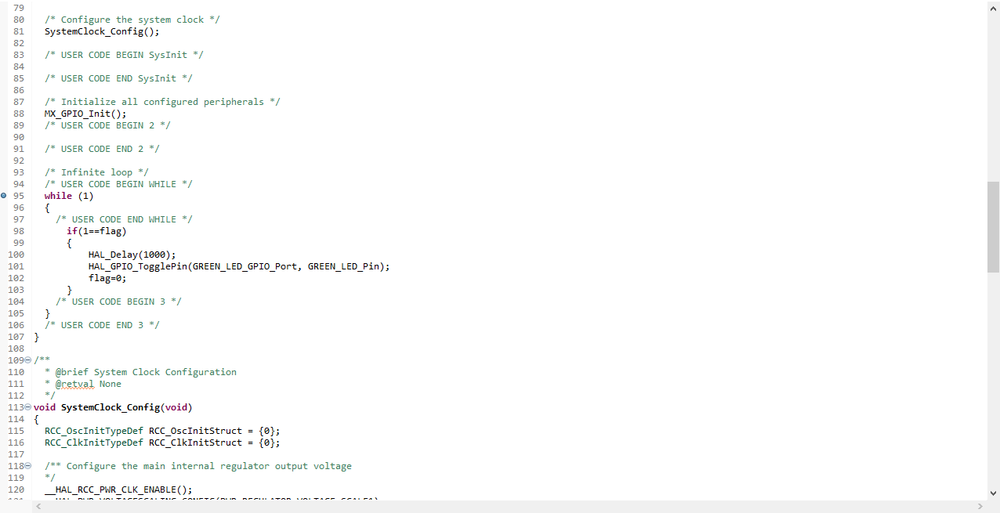 79
80 /* Configure the system clock */
81 SystemClock_Config();
82
83 /* USER CODE BEGIN SysInit */
84
85 /* USER CODE END SysInit */
86
87 /* Initialize all configured peripherals */
88 MX_GPIO_Init();
89 /* USER CODE BEGIN 2 */
90
91 /* USER CODE END 2 */
92
93 /* Infinite loop */
94 /* USER CODE BEGIN WHILE */
95 while (1)
96 {
97 /* USER CODE END WHILE */
98 if(1==flag)
99 {
100 HAL_Delay(1000);
101 HAL_GPIO_TogglePin(GREEN_LED_GPIO_Port, GREEN_LED_Pin);
102 flag=0;
103 }
104 /* USER CODE BEGIN 3 */
105 }
106 /* USER CODE END 3 */
107 }
108
109 /**
110 * @brief System Clock Configuration
111 * @retval None
112 */
113 void SystemClock_Config(void)
114 {
115 RCC_OscInitTypeDef RCC_OscInitStruct = {0};
116 RCC_ClkInitTypeDef RCC_ClkInitStruct = {0};
117
118 /** Configure the main internal regulator output voltage
119 */
120 __HAL_RCC_PWR_CLK_ENABLE();